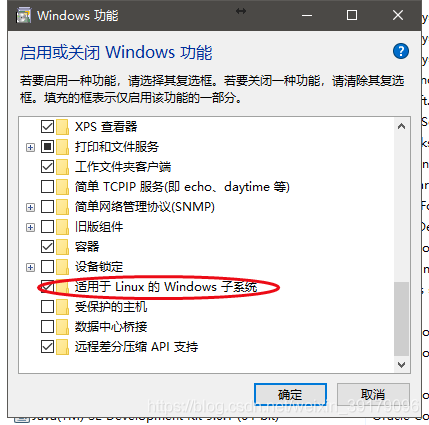 Windows 功能
启用或关闭 Windows 功能
若要启用一种功能，请选择其复选框。若要关闭一种功能，请清除其复选
框。填充的框表示仅启用该功能的一部分。
XPS 查看器
打印和文件服务
工作文件夹客户端
简单 TCPIP 服务(即 echo、daytime 等)
简单网络管理协议(SNMP)
旧版组件
容器
设备锁定
适用于 Linux 的 Windows 子系统
受保护的主机
数据中心桥接
远程差分压缩 API 支持
确定
取消
https://blog.csdn.net/weixin_39179096